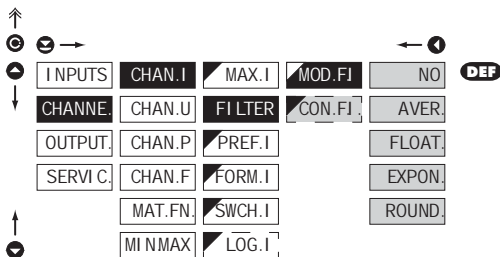 INPUTS CHAN.I MAX.I MOD.FI. NO DEF
CHANNE. CHAN.U FILTER CON.FI. AVER.
OUTPUT. CHAN.P PREF.I FLOAT.
SERVIC. CHAN.F FORM.I EXPON.
MAT.FN. SWCH.I ROUND.
MINMAX LOG.I